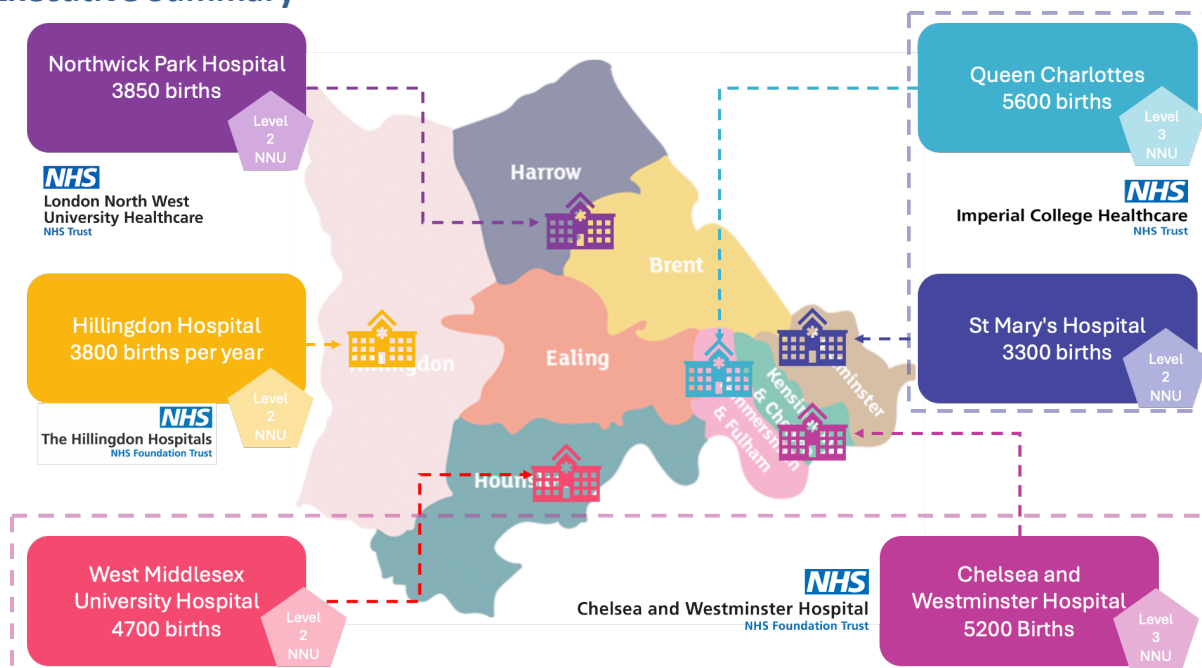 Executive Summary
Northwick Park Hospital
3850 births
Level
2
NNU
NHS
London North West
University Healthcare
NHS Trust
Queen Charlottes
5600 births
Level
3
NNU
NHS
Imperial College Healthcare
NHS Trust
Harrow
Brent
Hillingdon Hospital
3800 births per year
Level
2
NNU
NHS
The Hillingdon Hospitals
NHS Foundation Trust
St Mary's Hospital
3300 births
Level
2
NNU
Ealing
& Fulham
West Middlesex
University Hospital
4700 births
Level
2
NNU
NHS
Chelsea and Westminster Hospital
NHS Foundation Trust
Chelsea and
Westminster Hospital
5200 Births
Level
3
NNU